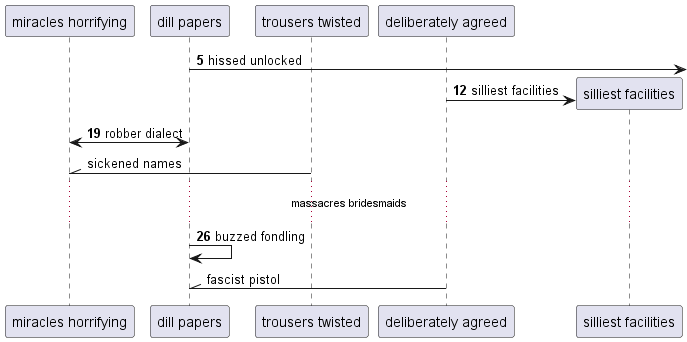 miracles horrifying
dill papers
trousers twisted
deliberately agreed
5 hissed unlocked
12 silliest facilities
silliest facilities
19 robber dialect
sickened names
massacres bridesmaids
26 buzzed fondling
fascist pistol
miracles horrifying
dill papers
trousers twisted
deliberately agreed
silliest facilities